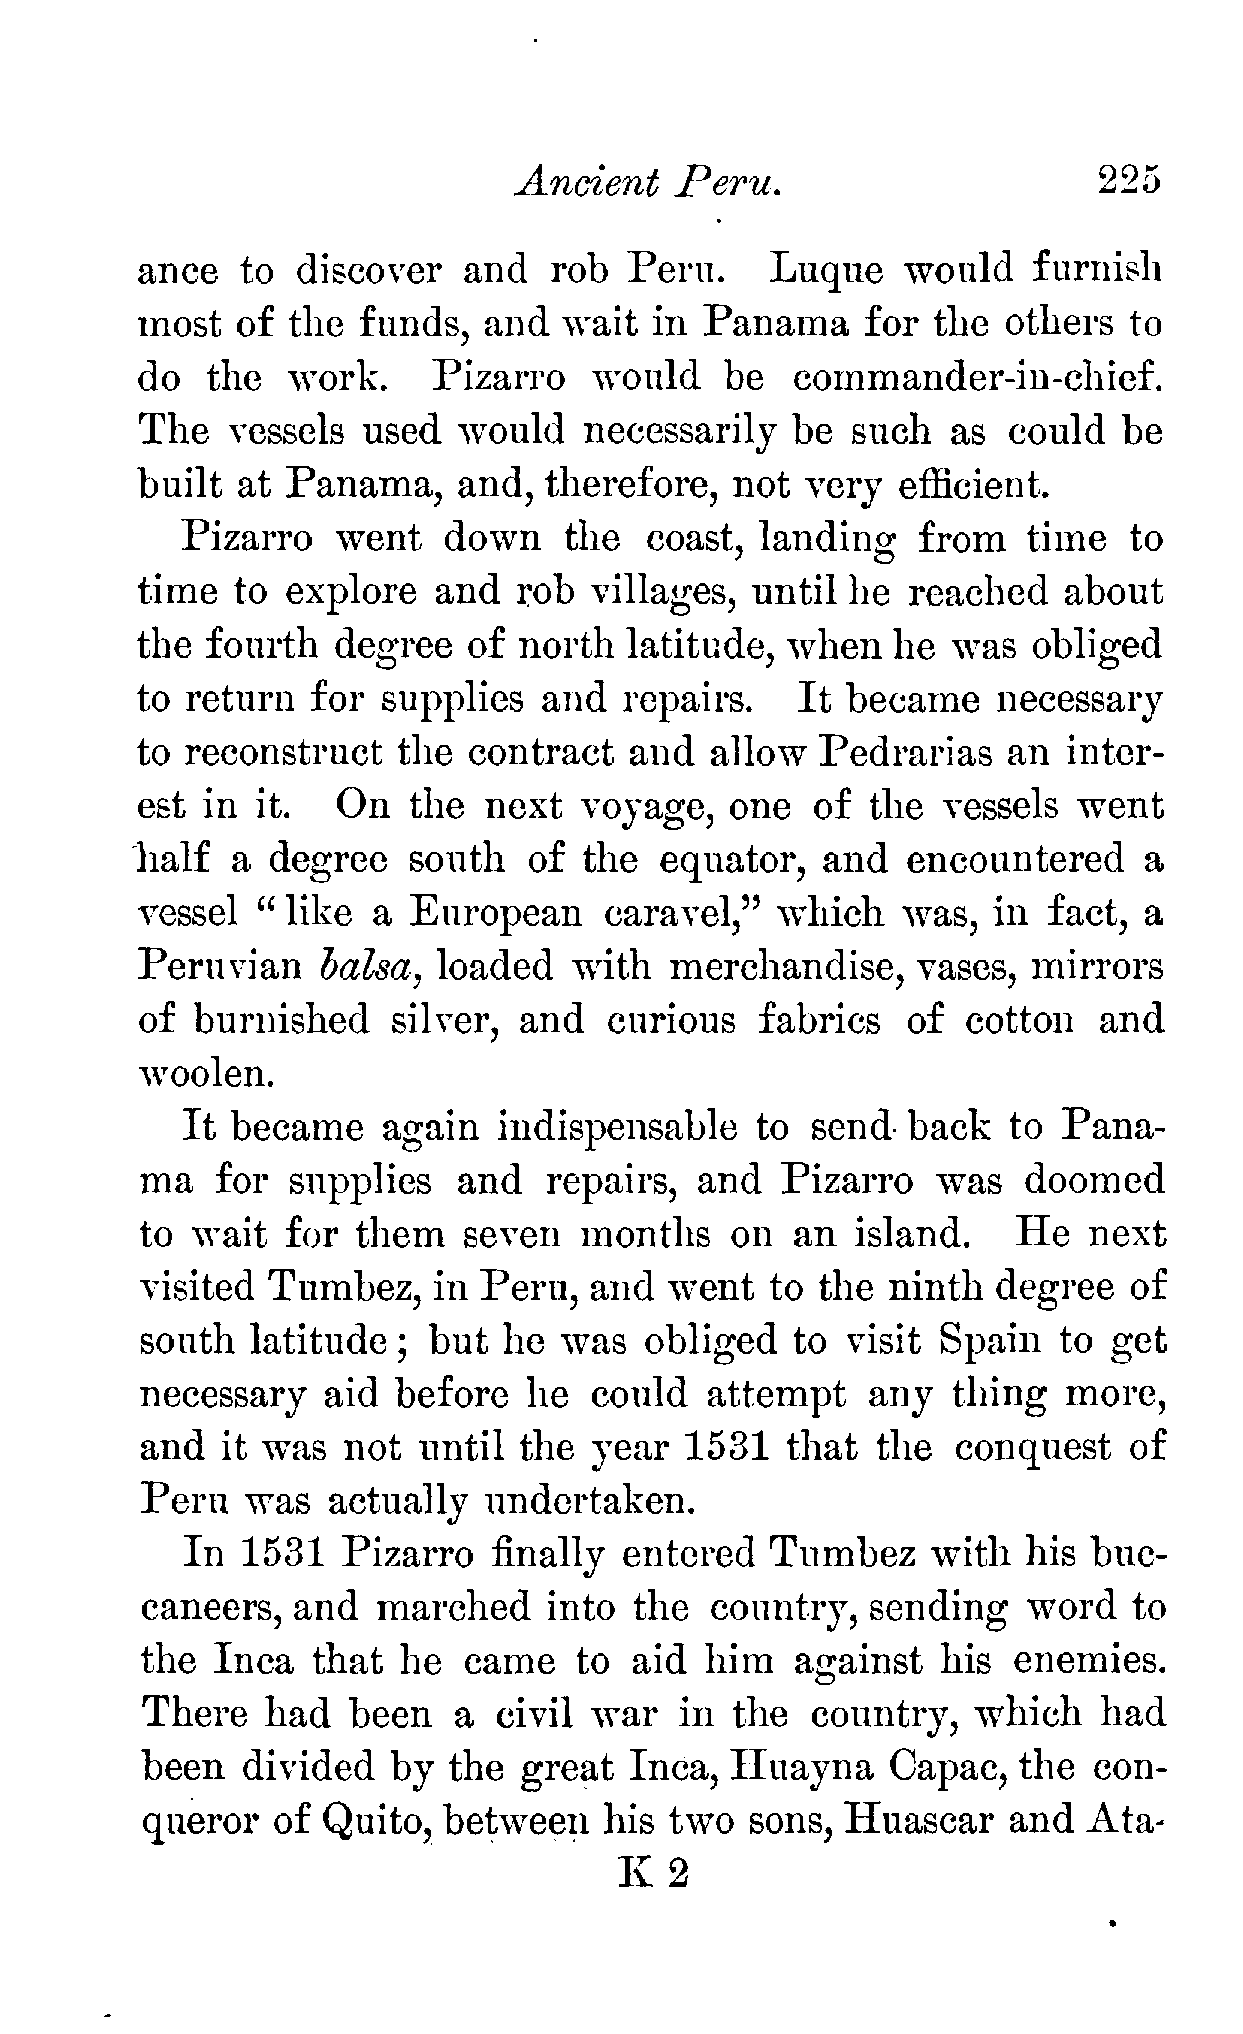 Ancient Peru. 225
ance to discover and rob Peru. Luque would furnish
most of the funds, and wait in Panama for the others to
do the work. Pizarro would be commander-in-chief.
The vessels used would necessarily be such as could be
built at Panama, and, therefore, not very efficient.
Pizarro went down the coast, landing from time to
time to explore and rob villages, until he reached about
the fourth degree of north latitude, when he was obliged
to return for supplies and repairs. It became necessary
to reconstruct the contract and allow Pedrarias an inter-
est in it. On the next voyage, one of the vessels went
half a degree south of the equator, and encountered a
vessel “like a European caravel,” which was, in fact, a
Peruvian balsa, loaded with merchandise, vases, mirrors
of burnished silver, and curious fabrics of cotton and
woolen.
It became again indispensable to send back to Pana-
ma for supplies and repairs, and Pizarro was doomed
to wait for them seven months on an island. He next
visited Tumbez, in Peru, and went to the ninth degree of
south latitude; but he was obliged to visit Spain to get
necessary aid before he could attempt any thing more,
and it was not until the year 1531 that the conquest of
Peru was actually undertaken.
In 1531 Pizarro finally entered Tumbez with his buc-
caneers, and marched into the country, sending word to
the Inca that he came to aid him against his enemies.
There had been a civil war in the country, which had
been divided by the great Inca, Huayna Capac, the con-
queror of Quito, between his two sons, Huascar and Ata-
K 2